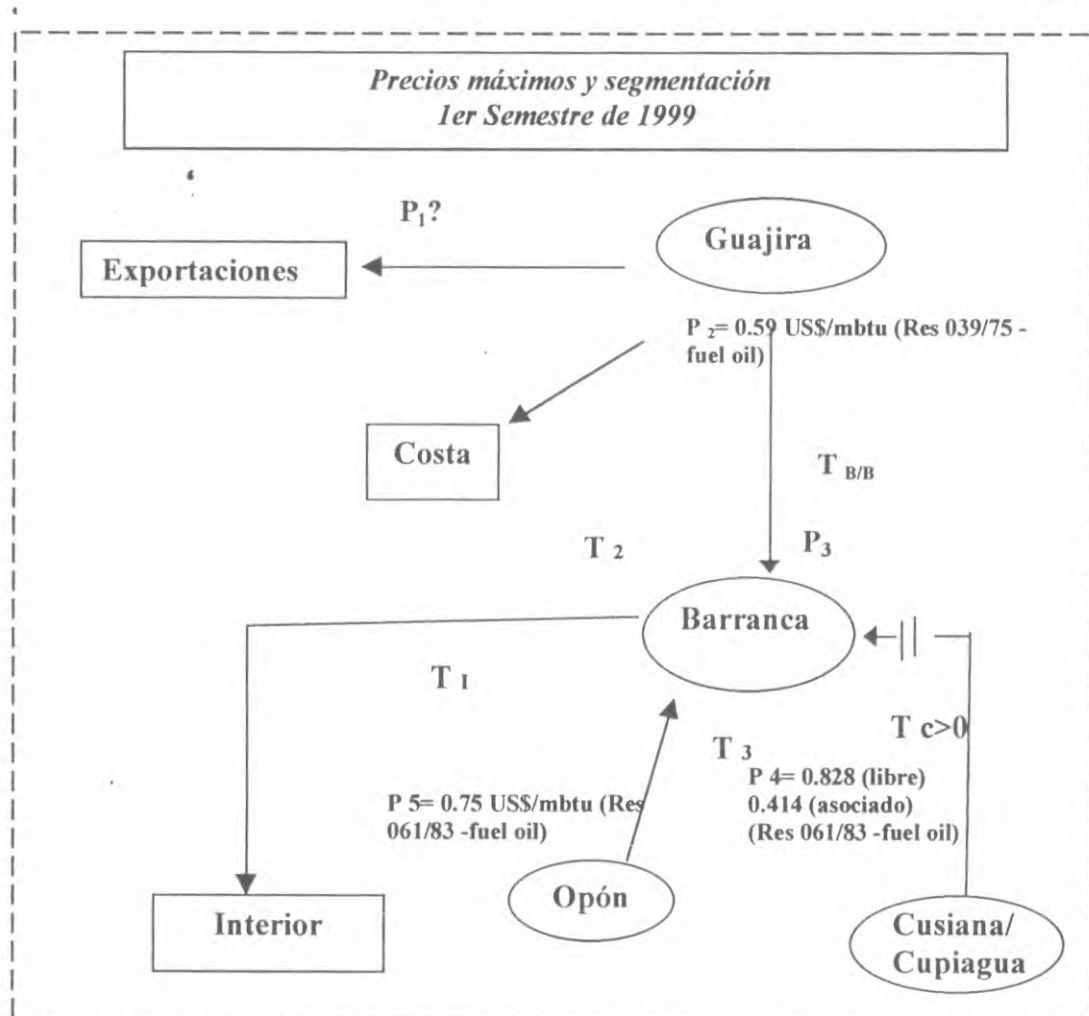 Precios máximos y segmentación
1er Semestre de 1999
P1?
Guajira
Exportaciones
P 2= 0.59 US$/mbtu (Res 039/75 -
fuel oil)
Costa
T B/B
T 2
P3
Barranca
T 1
T c>0
T 3
P 4= 0.828 (libre)
0.414 (asociado)
(Res 061/83 -fuel oil)
P 5= 0.75 US$/mbtu (Res
061/83 -fuel oil)
Opón
Interior
Cusiana/
Cupiagua